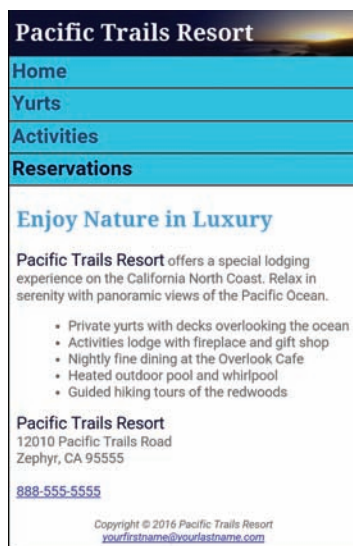 Pacific Trails Resort
Home
Yurts
Activities
Reservations
Enjoy Nature in Luxury
Pacific Trails Resort offers a special lodging
experience on the California North Coast. Relax in
serenity with panoramic views of the Pacific Ocean.
• Private yurts with decks overlooking the ocean
• Activities lodge with fireplace and gift shop
• Nightly fine dining at the Overlook Cafe
• Heated outdoor pool and whirlpool
• Guided hiking tours of the redwoods
Pacific Trails Resort
12010 Pacific Trails Road
Zephyr, CA 95555
888-555-5555
Copyright © 2016 Pacific Trails Resort
yourfirstname@yourlastname.com